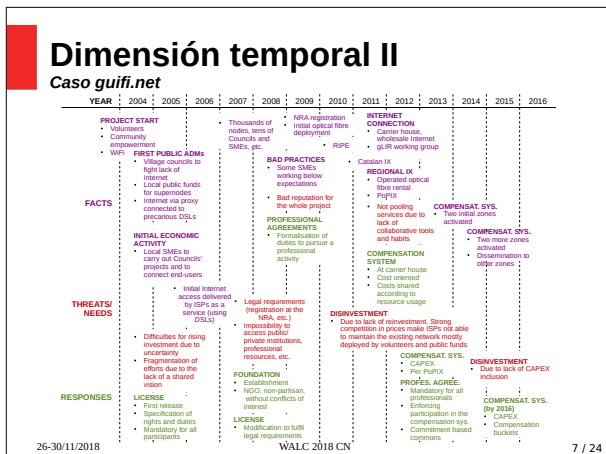 Dimensión temporal II
Caso guifi.net
YEAR 2004 2005 2006 2007 2008 2009 2010 2011 2012 2013 2014 2015 2016
PROJECT START
• Volunteers
• Community
empowerment
• WiFi
FIRST PUBLIC ADMs
• Village councils to
fight lack of
Internet
• Local public funds
for supernodes
• Internet via proxy
connected to
precarious DSLs
INITIAL ECONOMIC
ACTIVITY
• Local SMEs to
carry out Councils'
projects and to
connect end-users
• Initial Internet
access delivered
by ISPs as a
service (using
DSLs)
• Thousands of
nodes, tens of
Councils and
SMEs, etc.
• NRA registration
• Initial optical fibre
deployment
• RIPE
BAD PRACTICES
• Some SMEs
working below
expectations
• Bad reputation for
the whole project
PROFESSIONAL
AGREEMENTS
• Formalisation of
duties to pursue a
professional
activity
• Catalan IX
INTERNET
CONNECTION
• Carrier house,
wholesale Internet
• gLIR working group
REGIONAL IX
• Operated optical
fibre rental
• PoPIX
• Not pooling
services due to
lack of
collaborative tools
and habits
COMPENSATION
SYSTEM
• At carrier house
• Cost oriented
• Costs shared
according to
resource usage
COMPENSAT. SYS.
• Two initial zones
activated
COMPENSAT. SYS.
• Two more zones
activated
• Dissemination to
other zones
FACTS
THREATS/
NEEDS
• Difficulties for rising
investment due to
uncertainty
• Fragmentation of
efforts due to the
lack of a shared
vision
• Legal requirements
(registration at the
NRA, etc.)
• Impossibility to
access public/
private institutions,
professional
resources, etc.
DISINVESTMENT
• Due to lack of reinvestment. Strong
competition in prices make ISPs not able
to maintain the existing network mostly
deployed by volunteers and public funds
DISINVESTMENT
• Due to lack of CAPEX
inclusion
RESPONSES
LICENSE
• First release
• Specification of
rights and duties
• Mandatory for all
participants
FOUNDATION
• Establishment
• NGO, non-partisan,
without conflicts of
interest
LICENSE
• Modification to fulfil
legal requirements
COMPENSAT. SYS.
• CAPEX
• Per PoPIX
PROFES. AGREE.
• Mandatory for all
professionals
• Enforcing
participation in the
compensation sys.
• Commitment based
commons
COMPENSAT. SYS.
(by 2016)
• CAPEX
• Compensation
buckets
26-30/11/2018
WALC 2018 CN
7 / 24